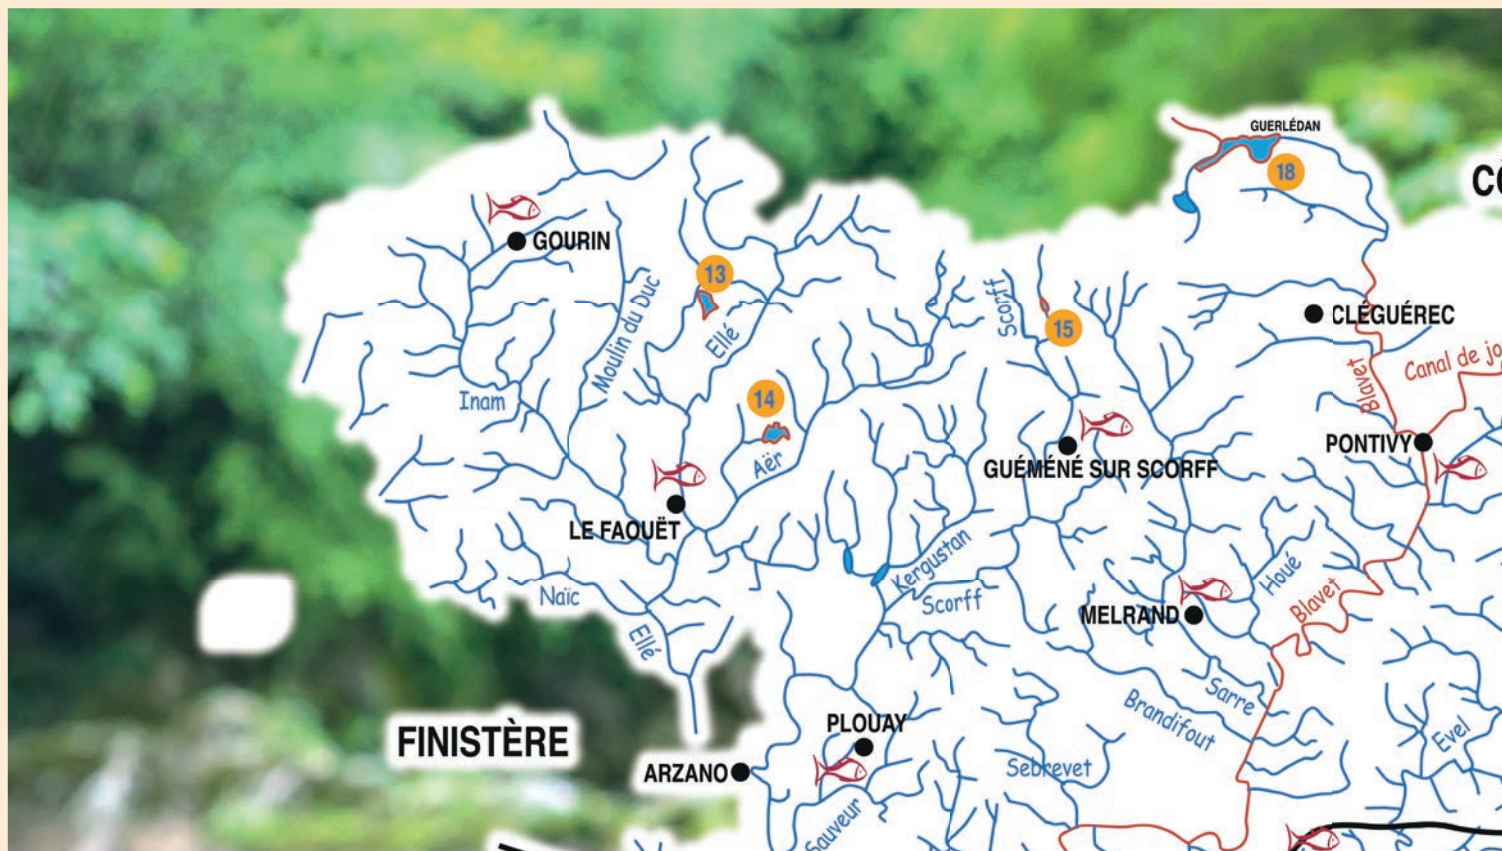 GUERLÉDAN
18
GOURIN
13
Moulin du Duc
Ellé
Scorff
15
CLÉGUÉREC
Inam
14
Blavet
Canal de jo
Aër
GUÉMÉNÉ SUR SCORFF
PONTIVY
LE FAOUËT
Kergustan
Houé
Naïc
Scorff
Blavet
MELRAND
Ellé
Sarre
Brandifout
FINISTÈRE
PLOUAY
Evel
ARZANO
Sebrevet
Sauveur